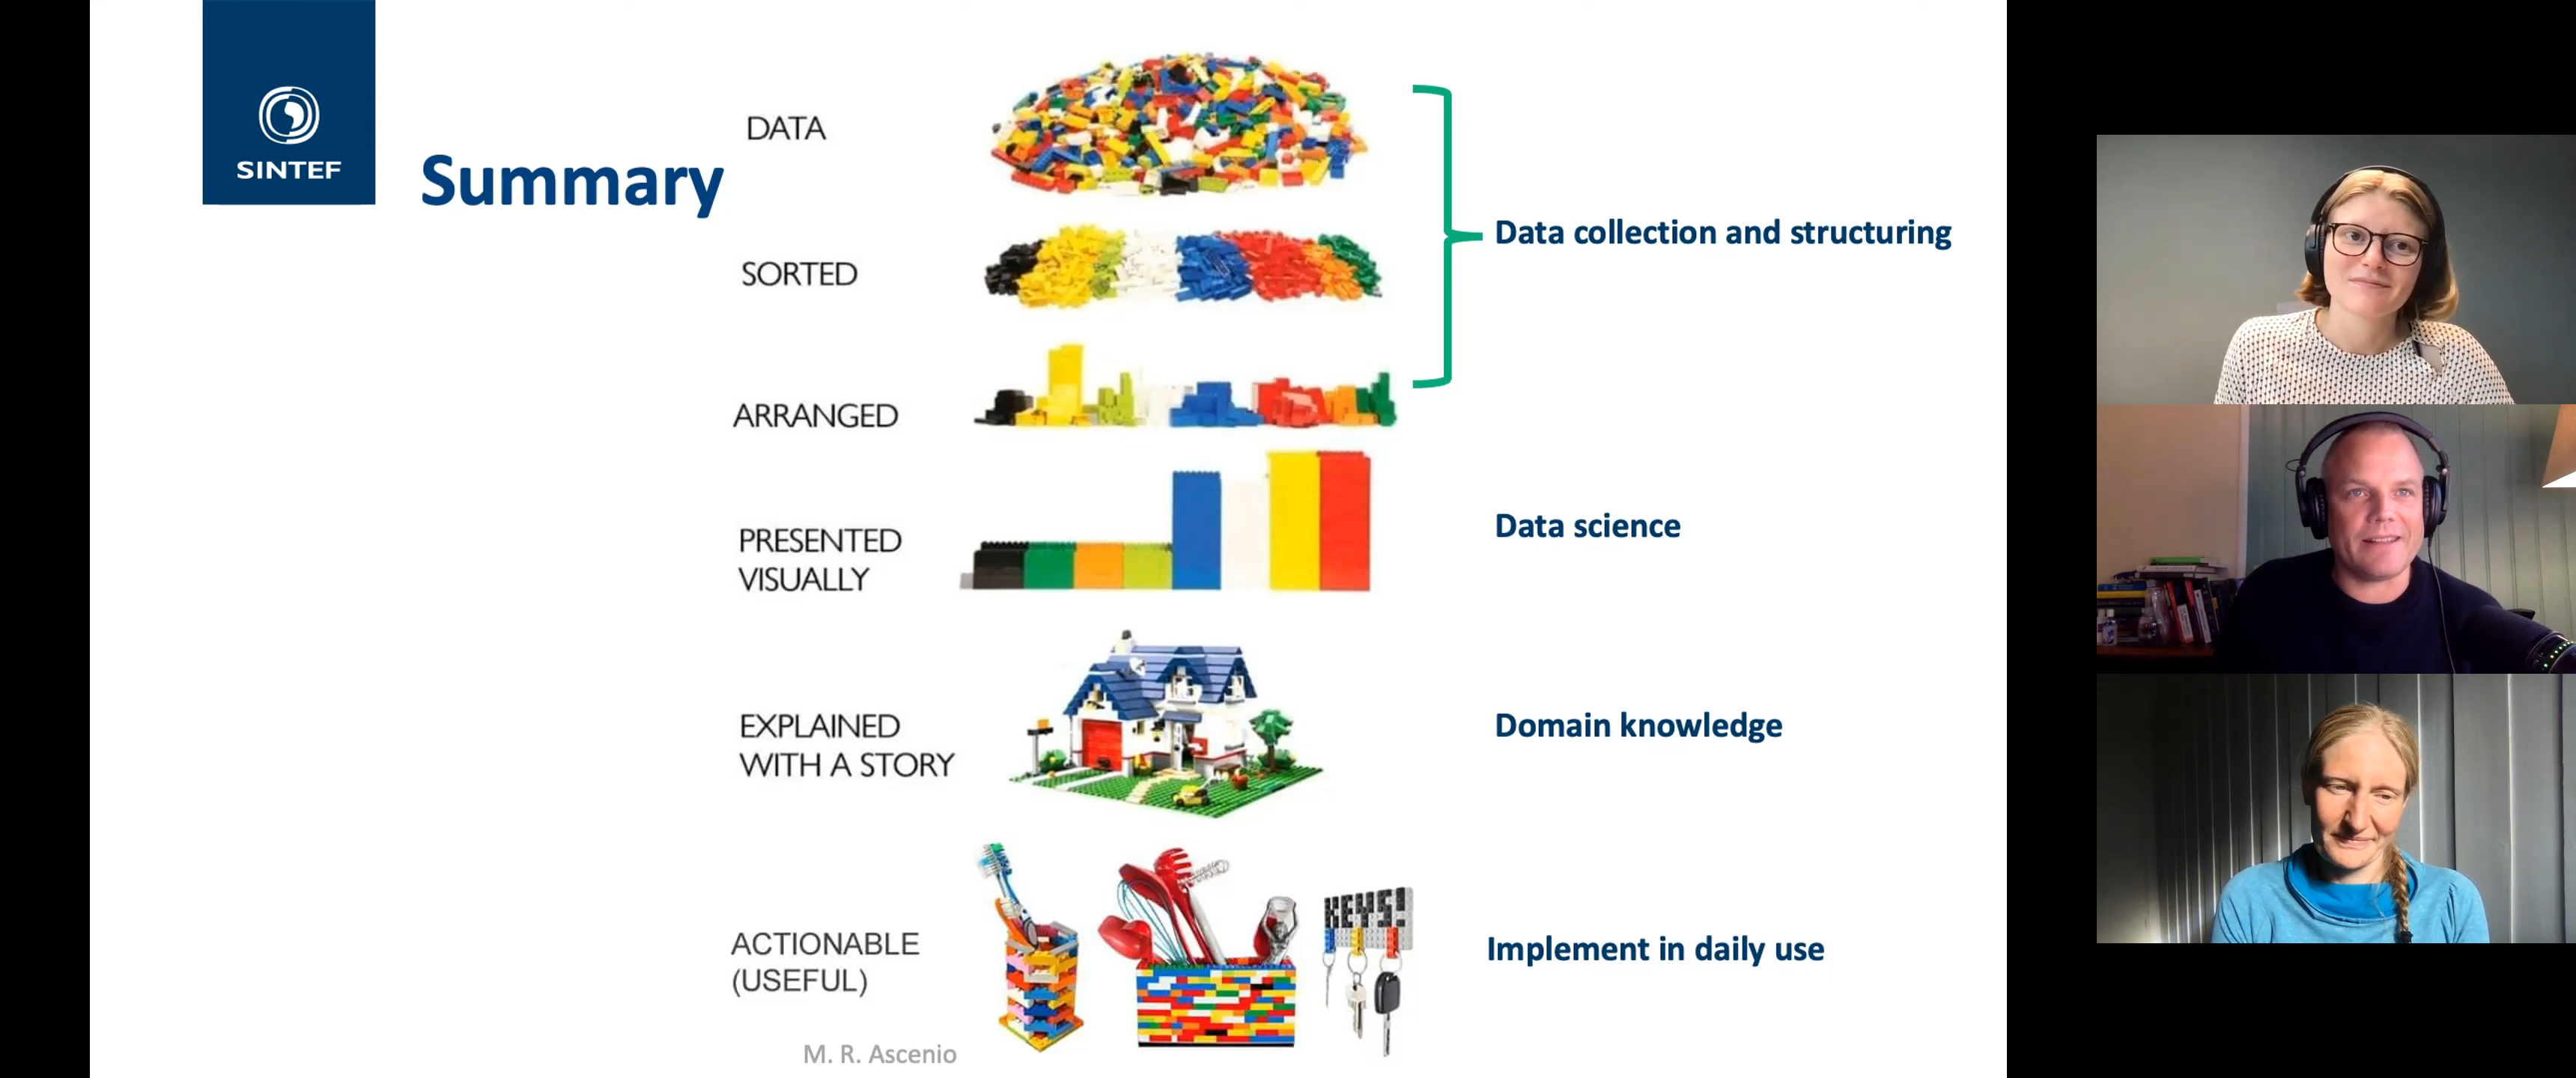 SINTEF
Summary
DATA
SORTED
ARRANGED
PRESENTED
VISUALLY
EXPLAINED
WITH A STORY
ACTIONABLE
(USEFUL)
Data collection and structuring
Data science
Domain knowledge
Implement in daily use
KEYS!
M. R. Ascenio